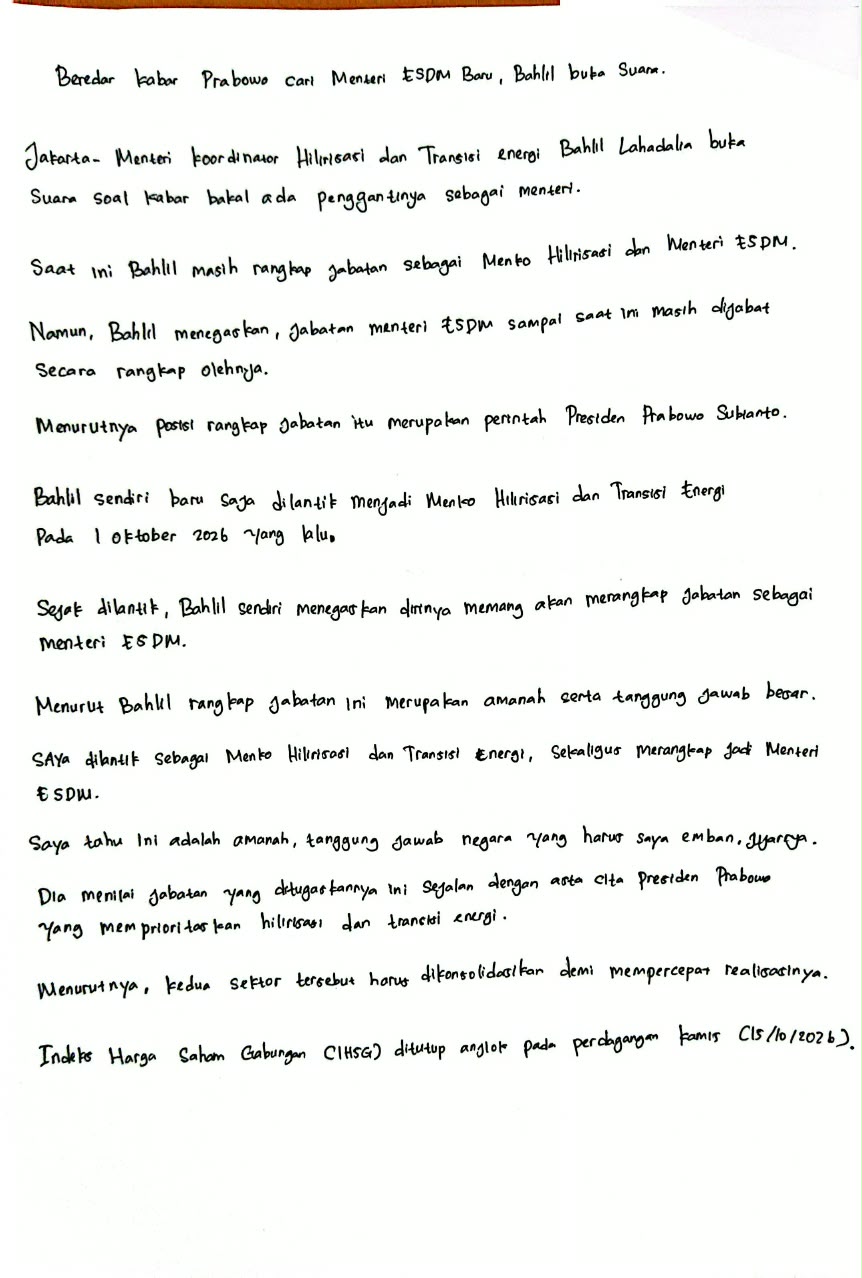 Beredar kabar Prabowo cari Menteri ESDM Baru, Bahlil buka Suara.
Jakarta - Menteri koordinator Hilirisasi dan Transisi energi Bahlil Lahadalia buka
Suara soal kabar bakal ada penggantinya sebagai menteri.
Saat ini Bahlil masih rangkap jabatan sebagai Menko Hilirisasi dan Menteri ESDM.
Namun, Bahlil menegaskan, jabatan menteri ESDM sampai saat ini masih dijabat
Secara rangkap olehnya.
Menurutnya posisi rangkap jabatan itu merupakan perintah Presiden Prabowo Subianto.
Bahlil sendiri baru saja dilantik menjadi Menko Hilirisasi dan Transisi Energi
Pada 1 oktober 2026 yang lalu.
Sejak dilantik, Bahlil sendiri menegaskan dirinya memang akan merangkap jabatan sebagai
menteri ESDM.
Menurut Bahlil rangkap jabatan ini merupakan amanah serta tanggung jawab besar.
SAYa dilantik sebagai Menko Hilirisasi dan Transisi Energi, Sekaligus merangkap jadi Menteri
ESDM.
Saya tahu ini adalah amanah, tanggung jawab negara yang harus saya emban,
Dia menilai jabatan yang ditugaskannya ini sejalan dengan asta cita Presiden Prabowo
yang memprioritaskan hilirisasi dan transisi energi.
Menurutnya, kedua sektor tersebut harus dikonsolidasikan demi mempercepat realisasinya.
Indeks Harga Saham Gabungan (IHSG) ditutup anjlok pada perdagangan kamis (15/10/2026).